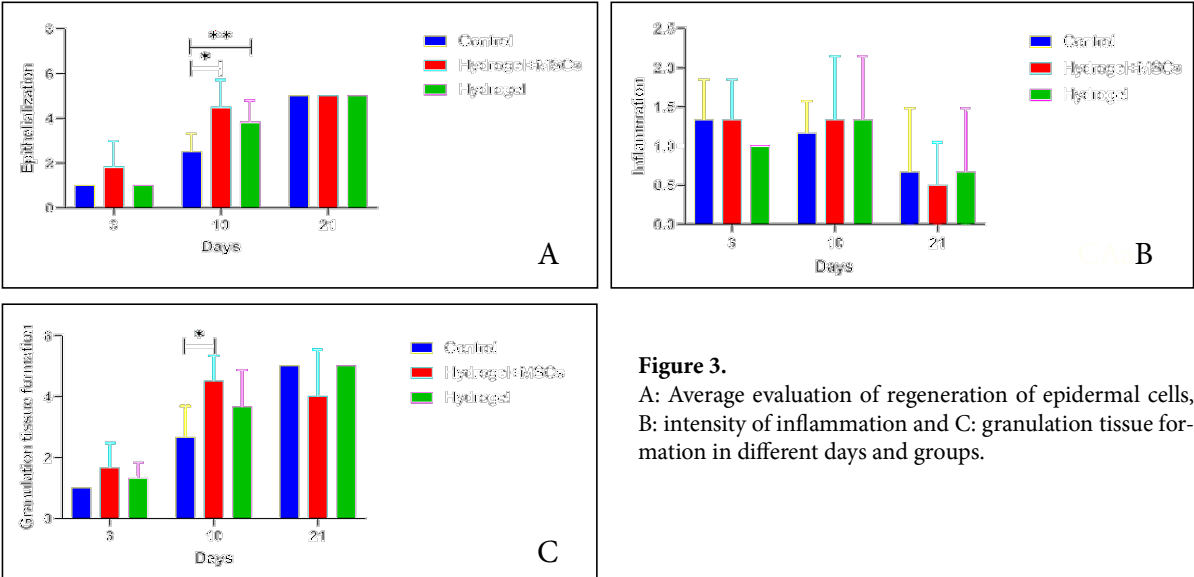 8
6
4
2
0
Epithelialization
**
*
3 10 21
Days
Control
Hydrogel+MSCs
Hydrogel
A
2.5
2.0
1.5
1.0
0.5
0.0
Inflammation
3 10 21
Days
Control
Hydrogel+MSCs
Hydrogel
B
6
4
2
0
Granulation tissue formation
*
3 10 21
Days
Control
Hydrogel+MSCs
Hydrogel
C
Figure 3.
A: Average evaluation of regeneration of epidermal cells,
B: intensity of inflammation and C: granulation tissue for-
mation in different days and groups.